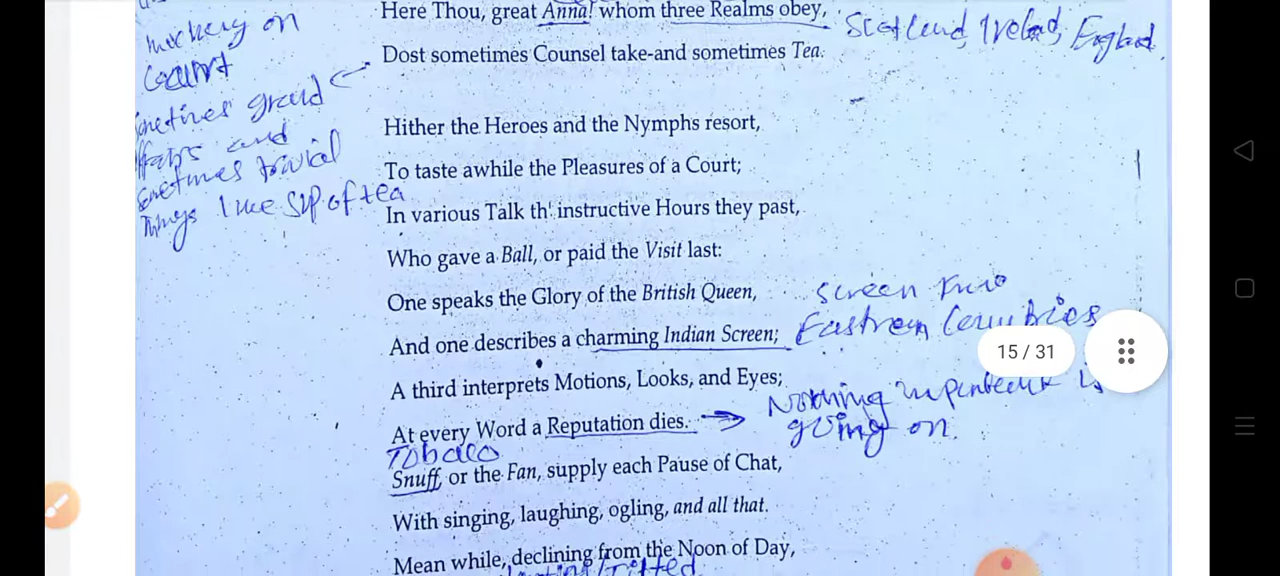 Here Thou, great Anna! whom three Realms obey,
Scotland, Ireland, England.
mockery on
Court
Dost sometimes Counsel take-and sometimes Tea.
sometimes grand
affairs and
sometimes trivial
things like sip of tea
Hither the Heroes and the Nymphs resort,
To taste awhile the Pleasures of a Court;
In various Talk th' instructive Hours they past,
Who gave a Ball, or paid the Visit last:
One speaks the Glory of the British Queen,
screen
And one describes a charming Indian Screen;
Eastren Countries
15 / 31
A third interprets Motions, Looks, and Eyes;
Nothing
At every Word a Reputation dies.
going on.
Tobaco
Snuff, or the Fan, supply each Pause of Chat,
With singing, laughing, ogling, and all that.
Mean while, declining from the Noon of Day,